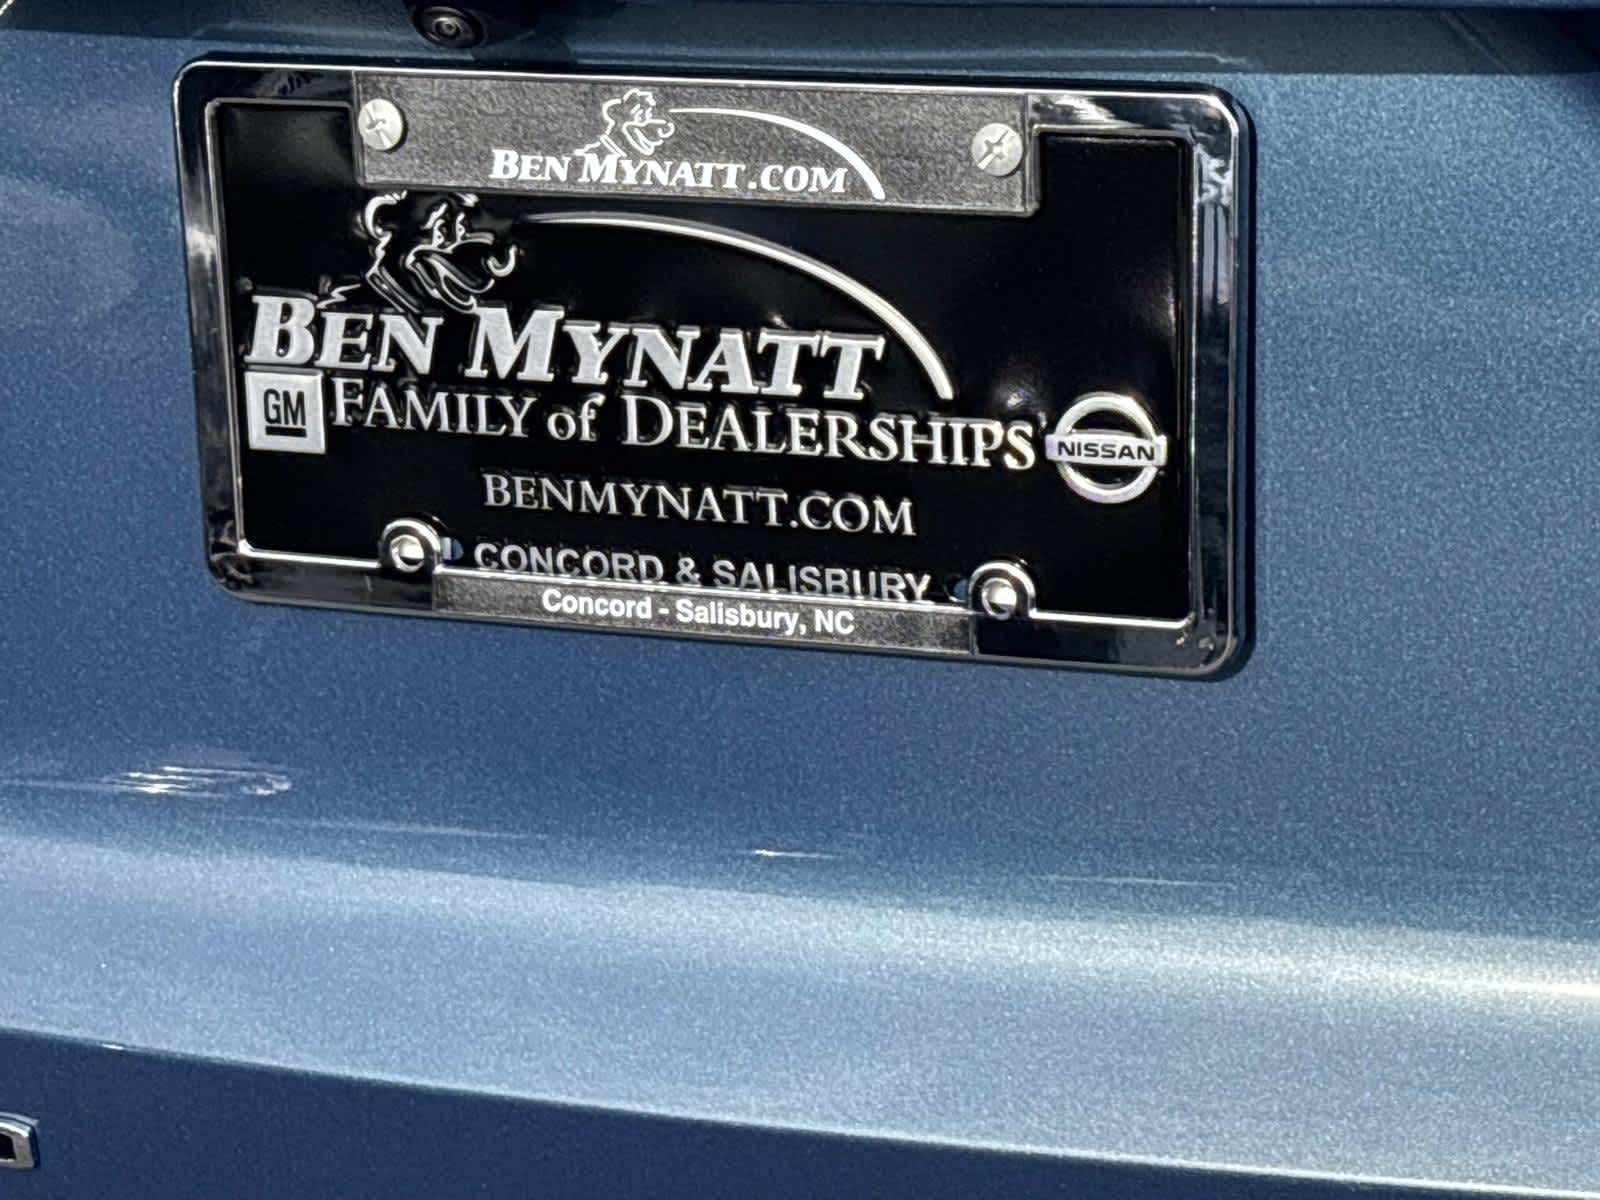 BEN MYNATT.COM
BEN MYNATT
GM FAMILY of DEALERSHIPS NISSAN
BENMYNATT.COM
CONCORD & SALISBURY
Concord - Salisbury, NC